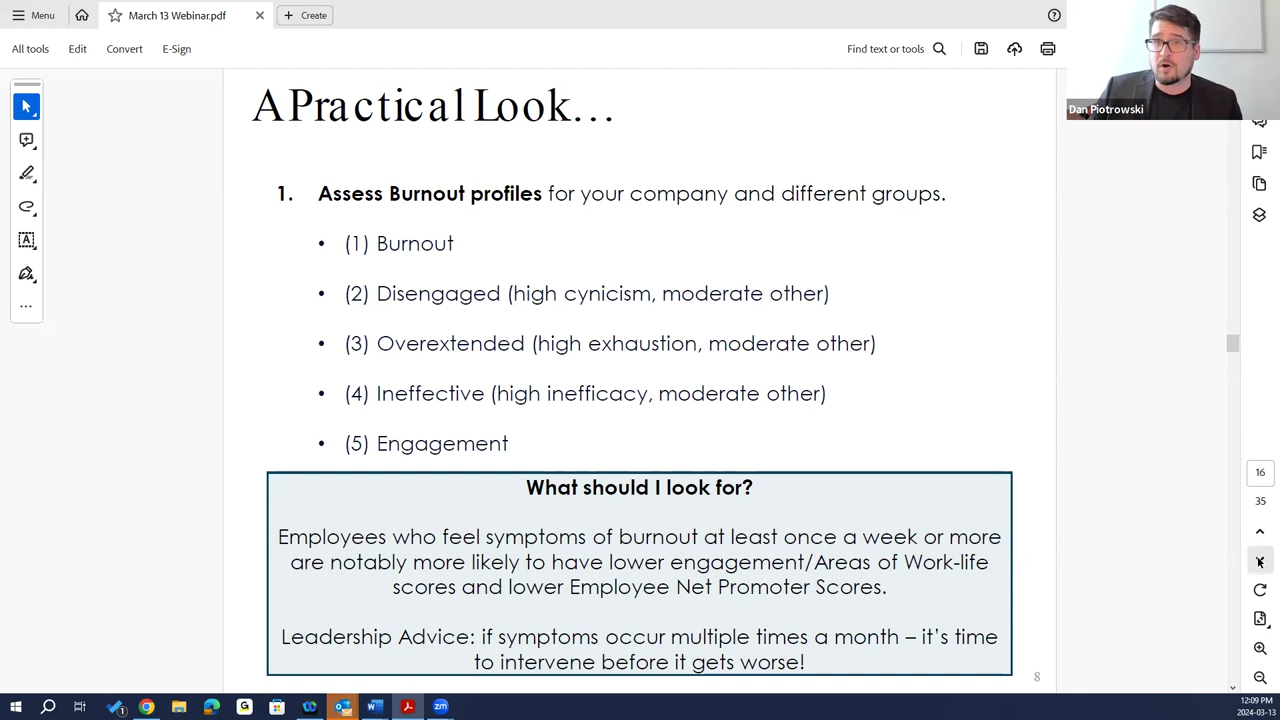 Menu
March 13 Webinar.pdf
Create
All tools
Edit
Convert
E-Sign
Find text or tools
Dan Piotrowski
A Practical Look...
1. Assess Burnout profiles for your company and different groups.
• (1) Burnout
• (2) Disengaged (high cynicism, moderate other)
• (3) Overextended (high exhaustion, moderate other)
• (4) Ineffective (high inefficacy, moderate other)
• (5) Engagement
What should I look for?
Employees who feel symptoms of burnout at least once a week or more
are notably more likely to have lower engagement/Areas of Work-life
scores and lower Employee Net Promoter Scores.
Leadership Advice: if symptoms occur multiple times a month – it's time
to intervene before it gets worse!
8
16
35
12:09 PM
2024-03-13